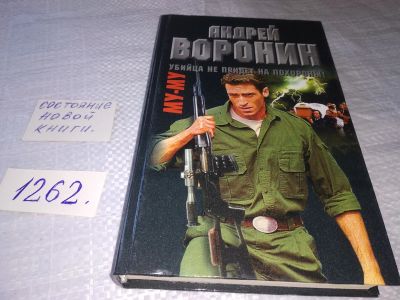 АНДРЕЙ
ВОРОНИН
УБИЙЦА НЕ ПРИДЕТ НА ПОХОРОНЫ
МУ-МУ
СОСТОЯНИЕ
НОВОЙ
КНИГИ.
1262.